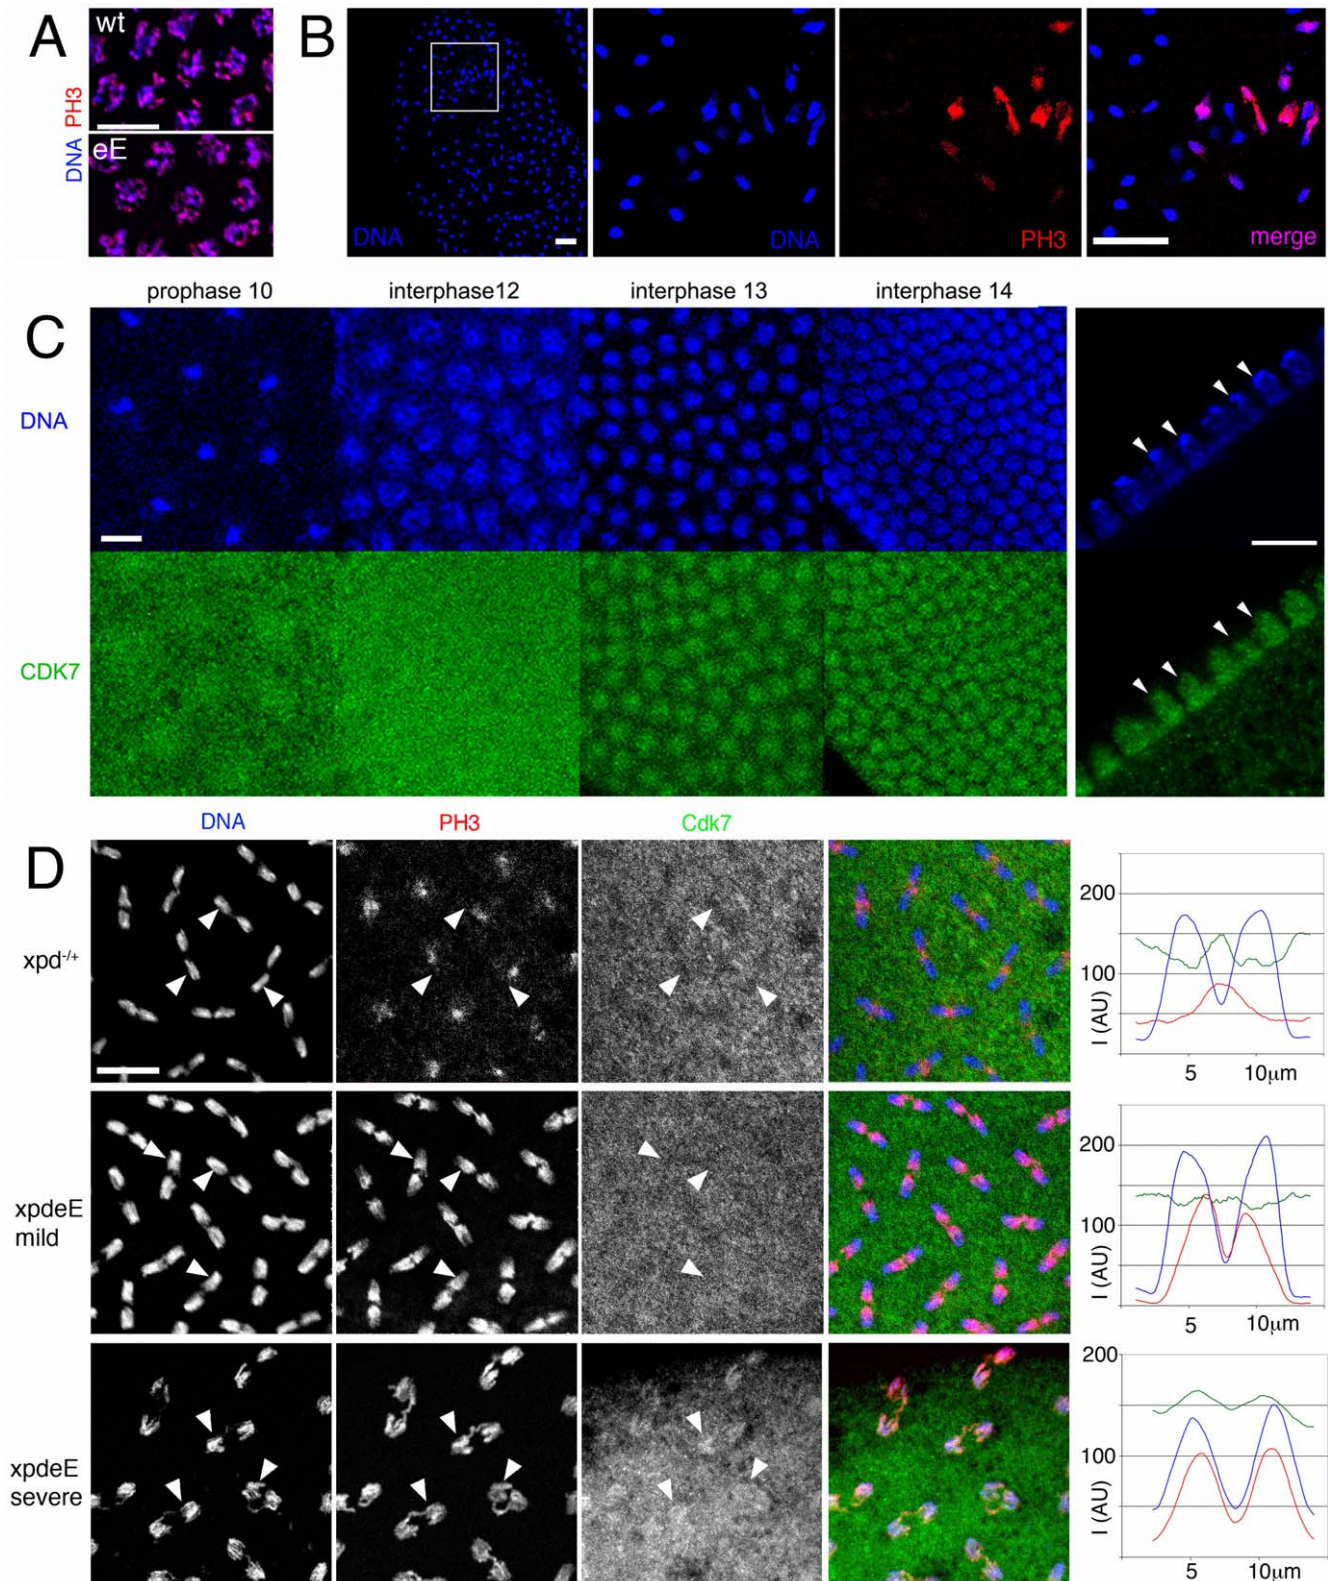 A
wt
eE
DNA PH3
B
DNA
DNA
PH3
merge
prophase 10
interphase12
interphase 13
interphase 14
C
DNA
CDK7
DNA
PH3
Cdk7
D
xpd-/+
200
100
I (AU)
5
10μm
xpdeE
mild
200
100
I (AU)
5
10μm
xpdeE
severe
200
100
I (AU)
5
10μm